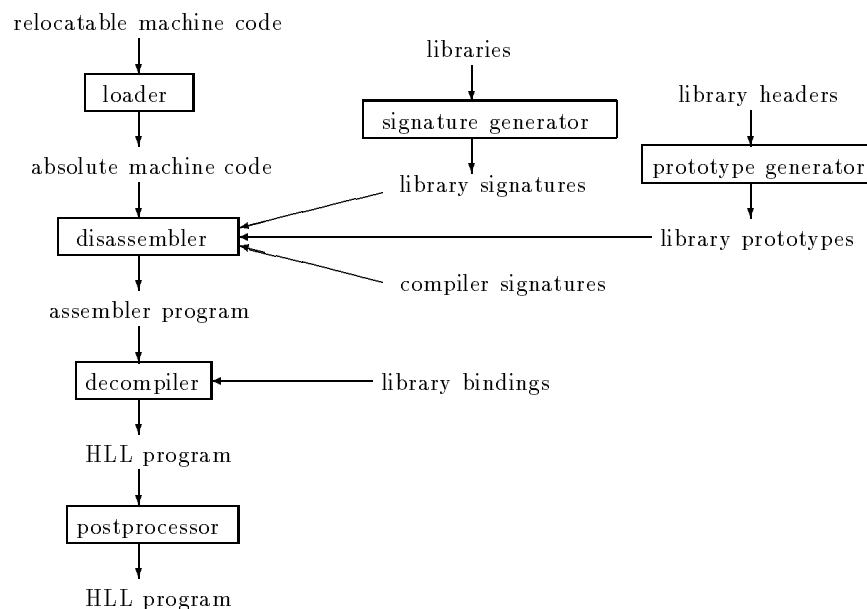 relocatable machine code
libraries
loader
library headers
signature generator
absolute machine code
prototype generator
library signatures
disassembler
library prototypes
compiler signatures
assembler program
decompiler
library bindings
HLL program
postprocessor
HLL program